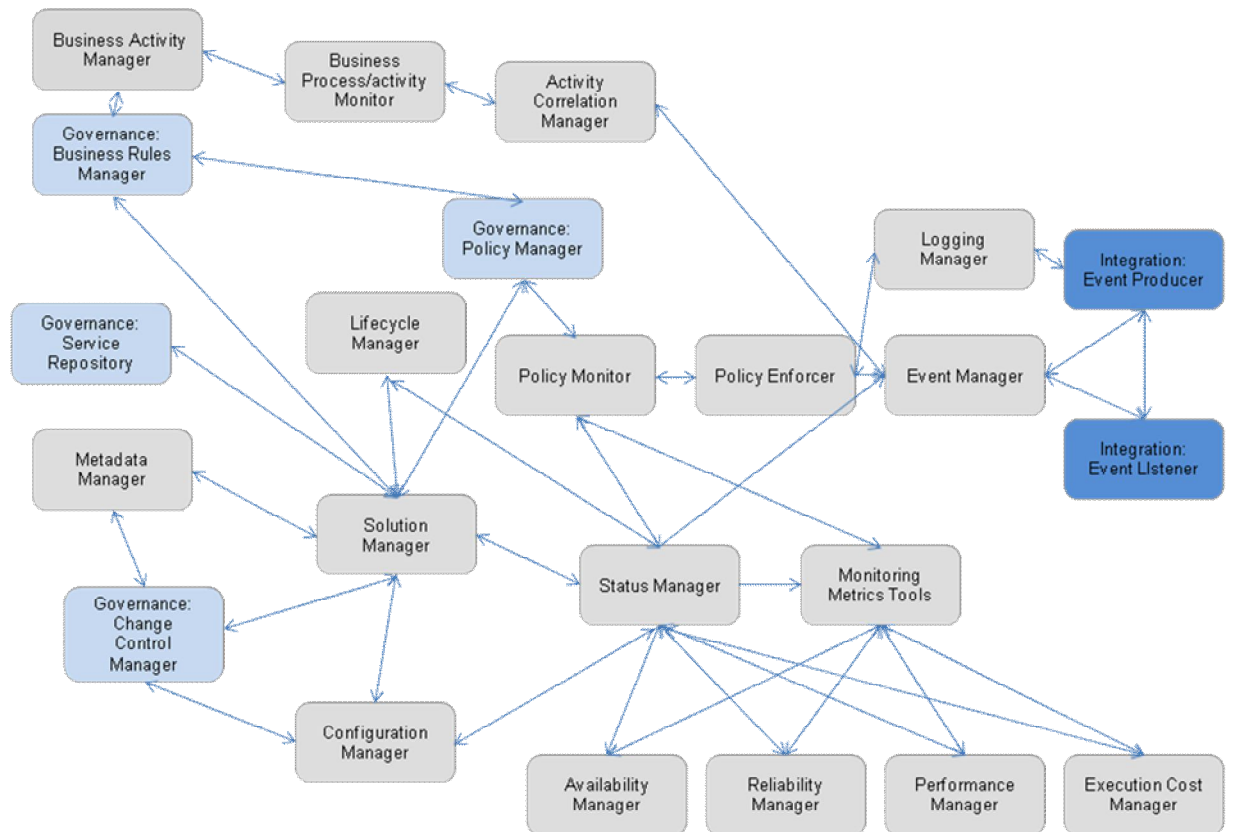 Business Activity
Manager
Business
Process/activity
Monitor
Activity
Correlation
Manager
Governance:
Business Rules
Manager
Governance:
Policy Manager
Logging
Manager
Integration:
Event Producer
Governance:
Service
Repository
Lifecycle
Manager
Policy Monitor
Policy Enforcer
Event Manager
Integration:
Event LIstener
Metadada
Manager
Solution
Manager
Status Manager
Monitoring
Metrics Tools
Governance:
Change
Control
Manager
Configuration
Manager
Availability
Manager
Reliability
Manager
Performance
Manager
Execution Cost
Manager